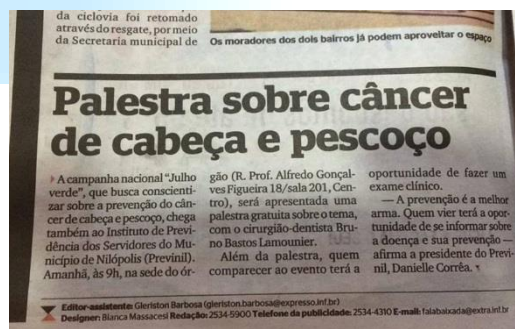 da ciclovia foi retomado
através do resgate, por meio
da Secretaria municipal de
Os moradores dos dois bairros já podem aproveitar o espaço
Palestra sobre câncer
de cabeça e pescoço
A campanha nacional "Julho
verde", que busca conscienti-
zar sobre a prevenção do cân-
cer de cabeça e pescoço, chega
também ao Instituto de Previ-
dência dos Servidores do Mu-
nicípio de Nilópolis (Previnil).
Amanhã, às 9h, na sede do ór-
gão (R. Prof. Alfredo Gonçal-
ves Figueira 18/sala 201, Cen-
tro), será apresentada uma
palestra gratuita sobre o tema,
com o cirurgião-dentista Bru-
no Bastos Lamounier.
Além da palestra, quem
comparecer ao evento terá a
oportunidade de fazer um
exame clínico.
— A prevenção é a melhor
arma. Quem vier terá a opor-
tunidade de se informar sobre
a doença e sua prevenção —
afirma a presidente do Previ-
nil, Danielle Corrêa.
Editor-assistente: Gleriston Barbosa (gleriston.barbosa@expresso.inf.br)
Designer: Bianca Massacesi Redação: 2534-5900 Telefone da publicidade: 2534-4310 E-mail: falabaixada@extra.inf.br